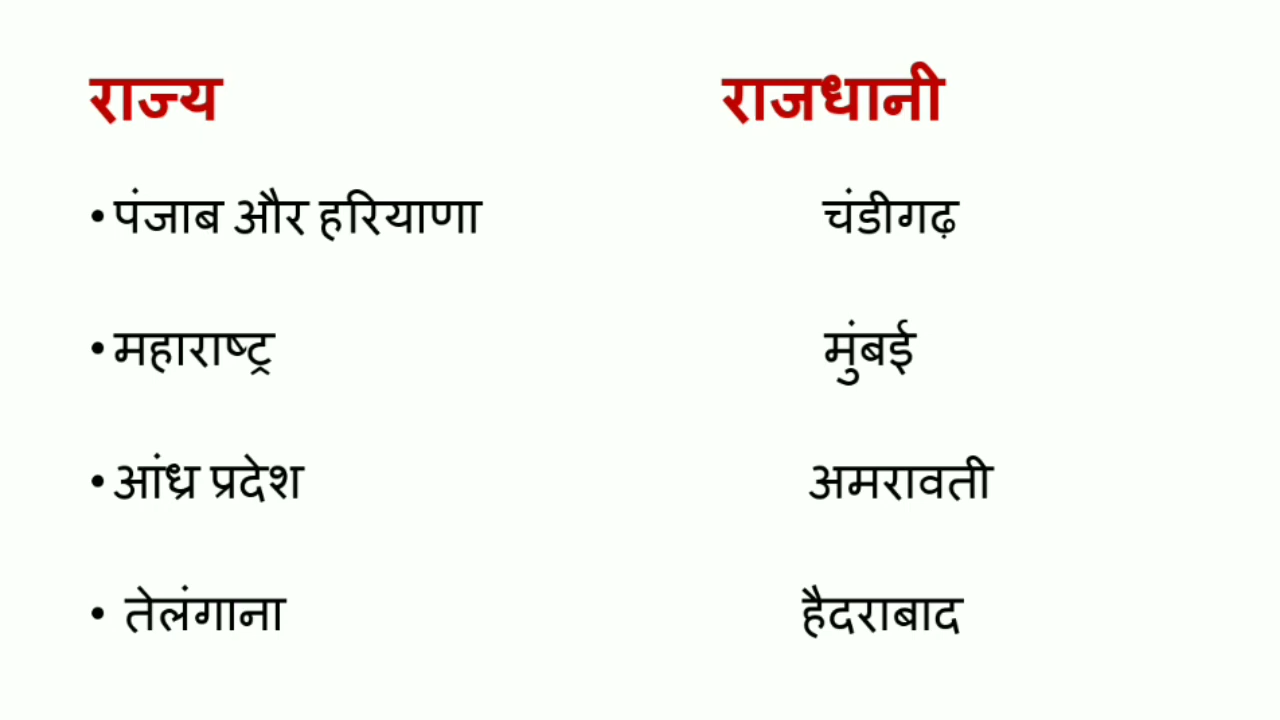 राज्य राजधानी
• पंजाब और हरियाणा चंडीगढ़
• महाराष्ट्र मुंबई
• आंध्र प्रदेश अमरावती
• तेलंगाना हैदराबाद